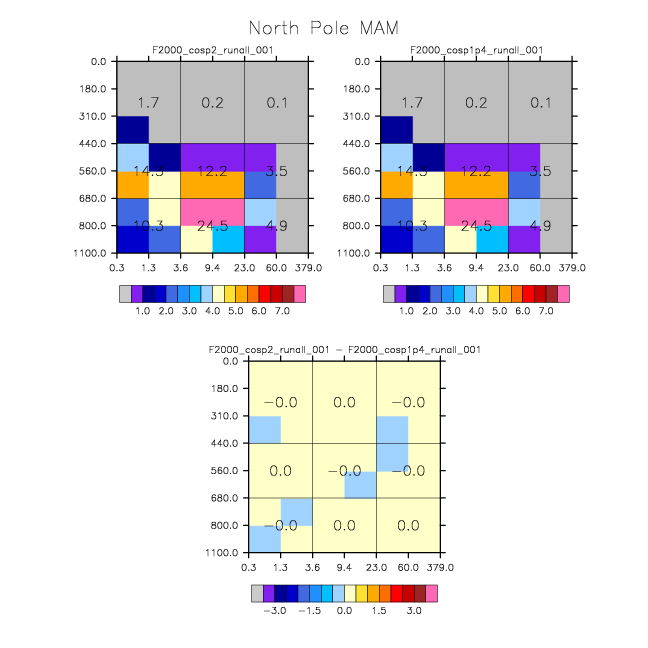 North Pole MAM
F2000_cosp2_runall_001
F2000_cosp1p4_runall_001
0.0
180.0
310.0
440.0
560.0
680.0
800.0
1100.0
1.7 0.2 0.1
14.3 12.2 3.5
10.3 24.5 4.9
0.3 1.3 3.6 9.4 23.0 60.0 379.0
1.0 2.0 3.0 4.0 5.0 6.0 7.0
0.0
180.0
310.0
440.0
560.0
680.0
800.0
1100.0
1.7 0.2 0.1
14.3 12.2 3.5
10.3 24.5 4.9
0.3 1.3 3.6 9.4 23.0 60.0 379.0
1.0 2.0 3.0 4.0 5.0 6.0 7.0
F2000_cosp2_runall_001 − F2000_cosp1p4_runall_001
0.0
180.0
310.0
440.0
560.0
680.0
800.0
1100.0
−0.0 0.0 −0.0
0.0 −0.0 −0.0
−0.0 0.0 0.0
0.3 1.3 3.6 9.4 23.0 60.0 379.0
−3.0 −1.5 0.0 1.5 3.0